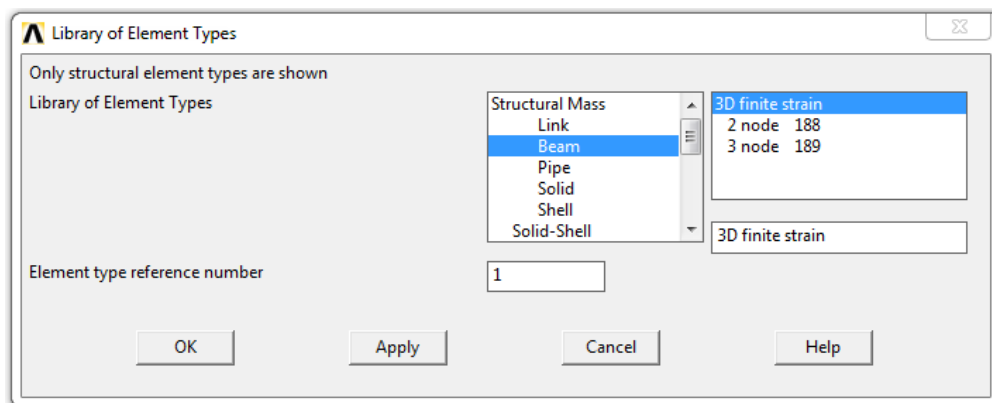 Library of Element Types
Only structural element types are shown
Library of Element Types
Structural Mass
Link
Beam
Pipe
Solid
Shell
Solid-Shell
3D finite strain
2 node 188
3 node 189
3D finite strain
Element type reference number
1
OK
Apply
Cancel
Help